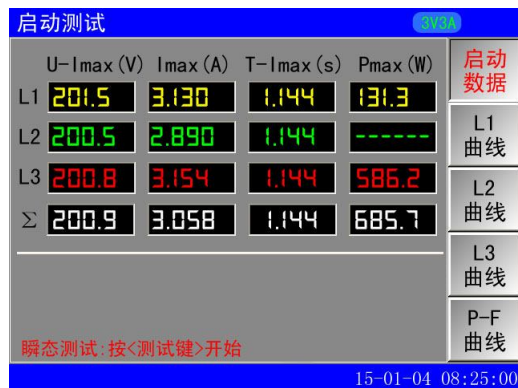 启动测试 3V3A
U-Imax(V) Imax(A) T-Imax(s) Pmax(W)
L1 201.5 3.130 1.144 131.3
L2 200.5 2.890 1.144 ------
L3 200.8 3.154 1.144 586.2
Σ 200.9 3.058 1.144 685.7
瞬态测试:按<测试键>开始
启动
数据
L1
曲线
L2
曲线
L3
曲线
P-F
曲线
15-01-04 08:25:00